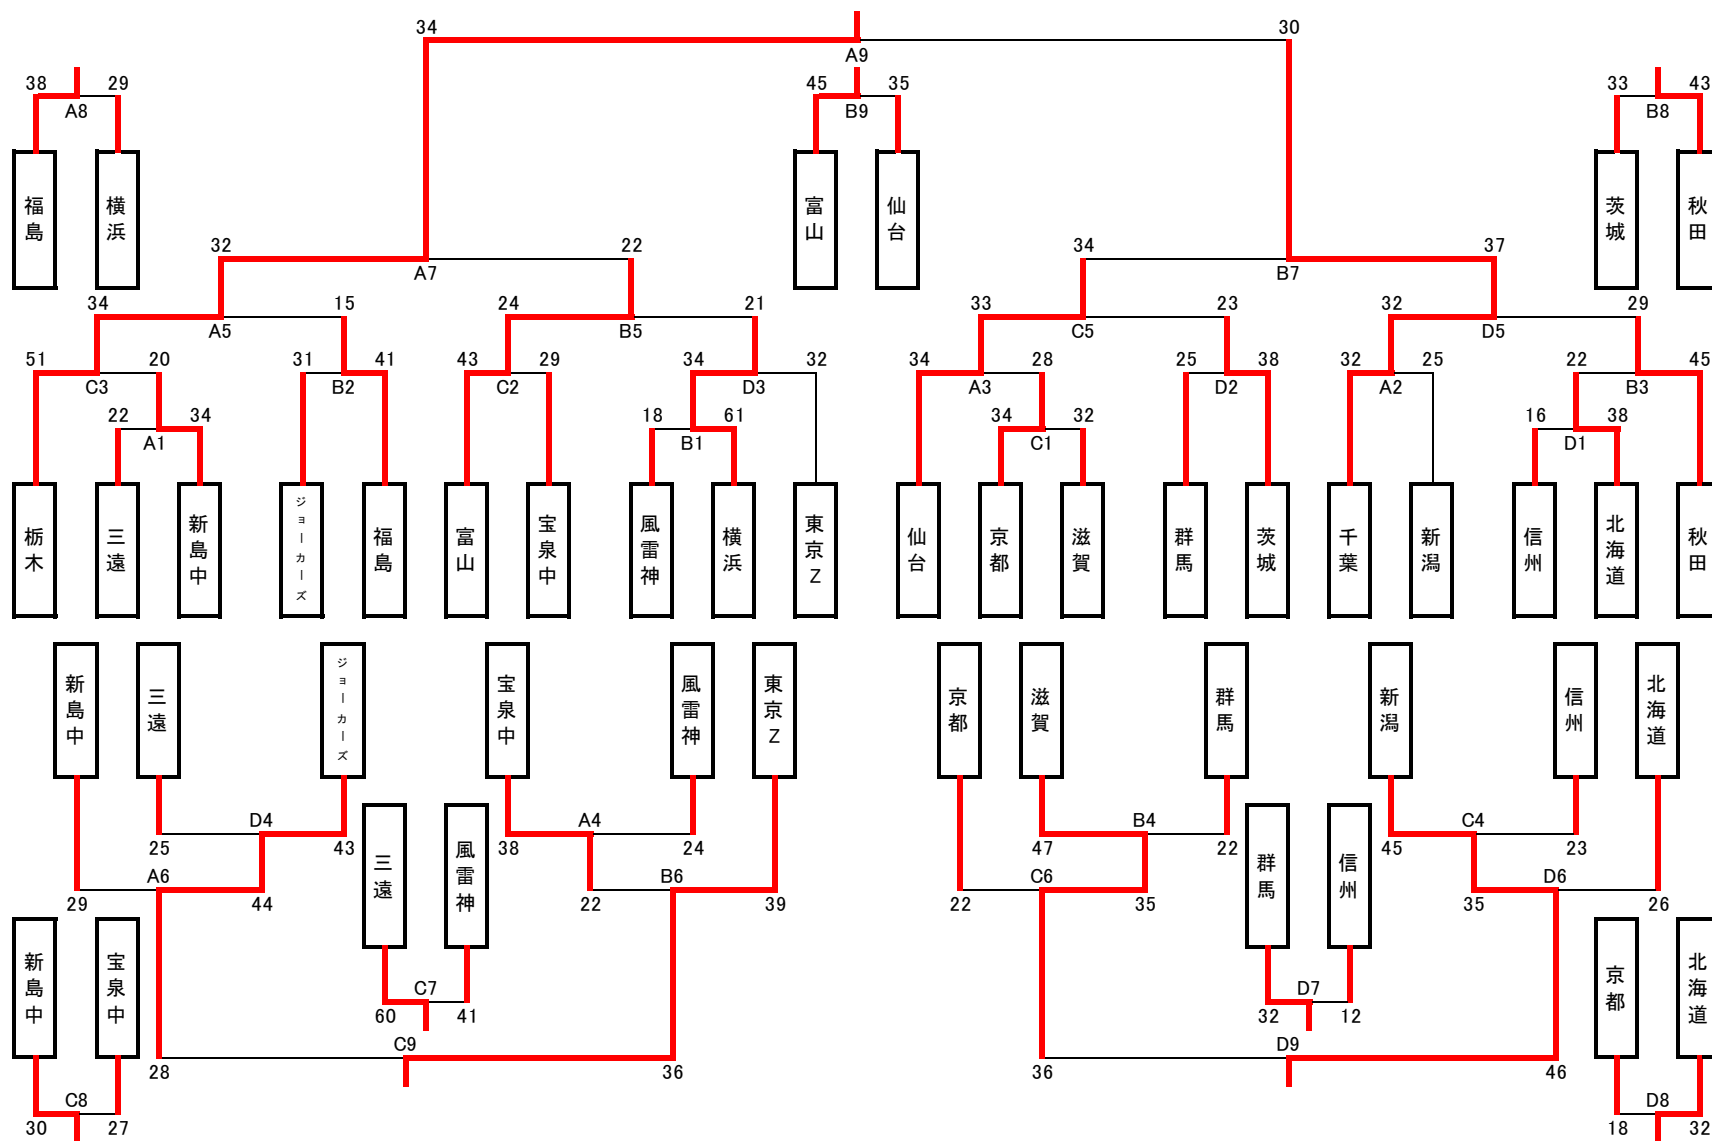 34 30
A9
38 29 45 35 33 43
A8 B9 B8
福島 横浜 富山 仙台 茨城 秋田
32 22 34 37
A7 B7
34 15 24 21 33 23 32 29
A5 B5 C5 D5
51 20 31 41 43 29 34 32 34 28 25 38 32 25 22 45
C3 B2 C2 D3 A3 D2 A2 B3
22 34 18 61 34 32 16 38
A1 B1 C1 D1
栃木 三遠 新島中 ジョーカーズ 福島 富山 宝泉中 風雷神 横浜 東京Z 仙台 京都 滋賀 群馬 茨城 千葉 新潟 信州 北海道 秋田
新島中 三遠 ジョーカーズ 宝泉中 風雷神 東京Z 京都 滋賀 群馬 新潟 信州 北海道
D4 A4 B4 C4
25 43 38 24 47 22 45 23
三遠 風雷神 群馬 信州
A6 B6 C6 D6
29 44 22 39 22 35 35 26
新島中 宝泉中 京都 北海道
C7 D7
60 41 32 12
C9 D9
28 36 36 46
C8 D8
30 27 18 32